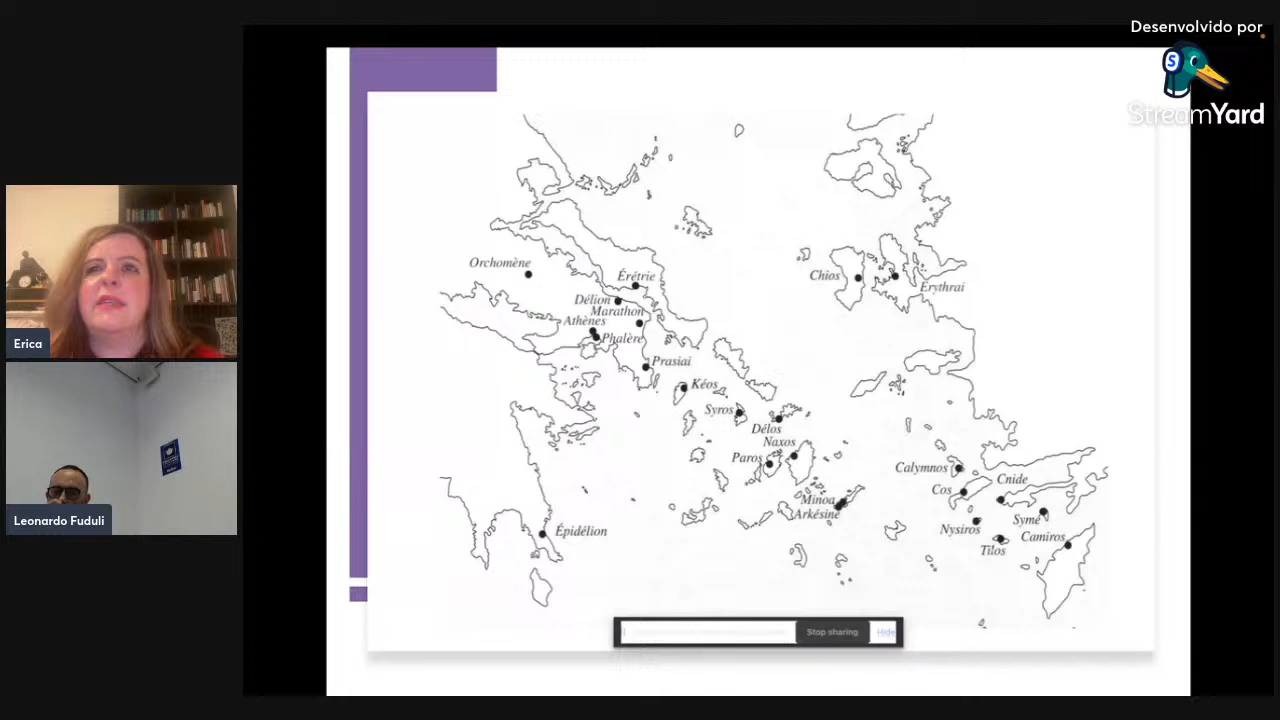 Desenvolvido por
StreamYard
Orchomène
Érétrie
Délion
Marathon
Athènes
Phalère
Prasiai
Kéos
Syros
Délos
Naxos
Paros
Minoa
Arkésinè
Épidélion
Chios
Erythrai
Calymnos
Cos
Cnide
Nysiros
Symé
Tilos
Camiros
Erica
Leonardo Fuduli
Stop sharing
Hide